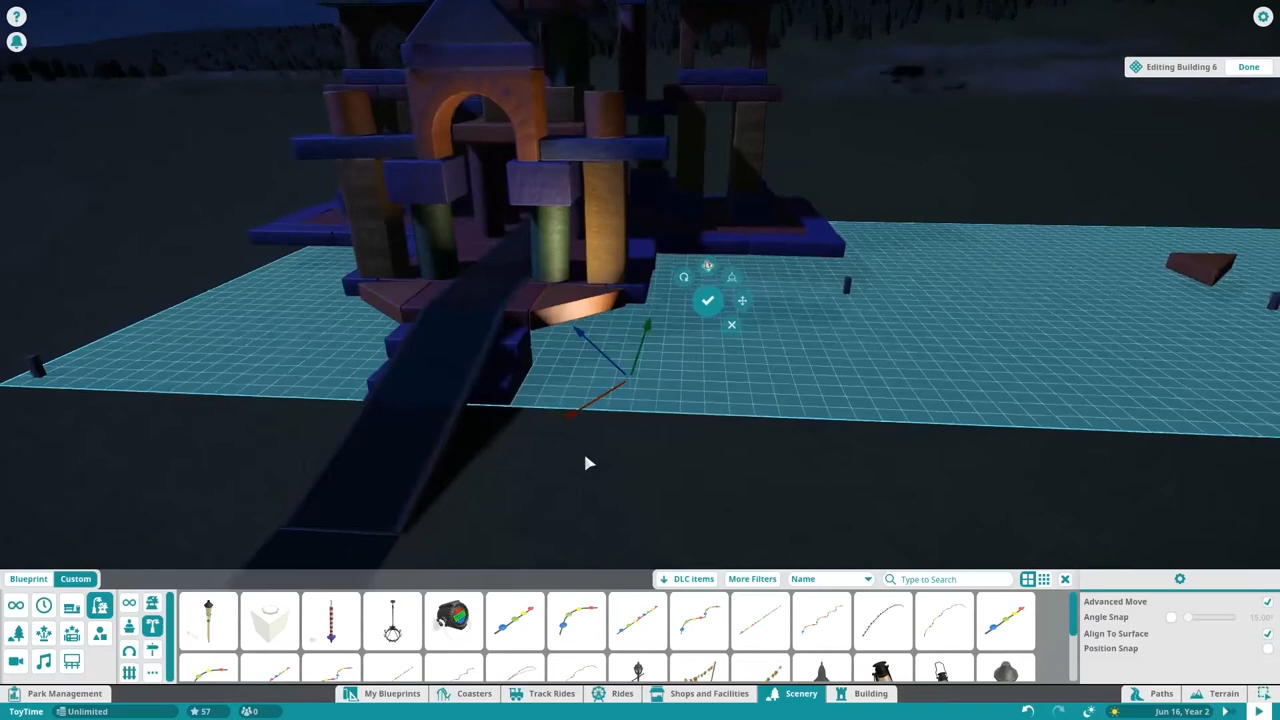 ?
Editing Building 6 Done
Blueprint Custom DLC items More Filters Name Type to Search
Advanced Move
Angle Snap 15.00°
Align To Surface
Position Snap
Park Management My Blueprints Coasters Track Rides Rides Shops and Facilities Scenery Building Paths Terrain
ToyTime Unlimited 57 0 Jun 16, Year 2